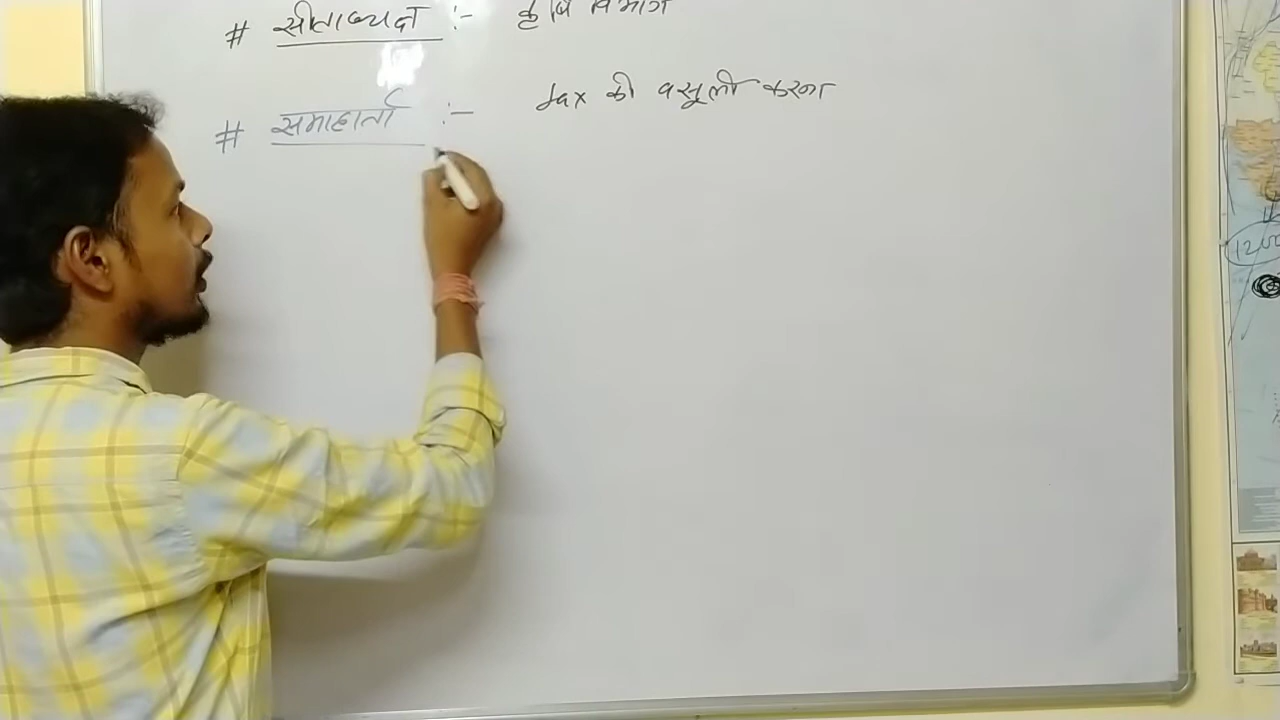 # सीताध्यक्ष :- कृषि विभाग
# समाहर्ता :- Tax की वसूली करना